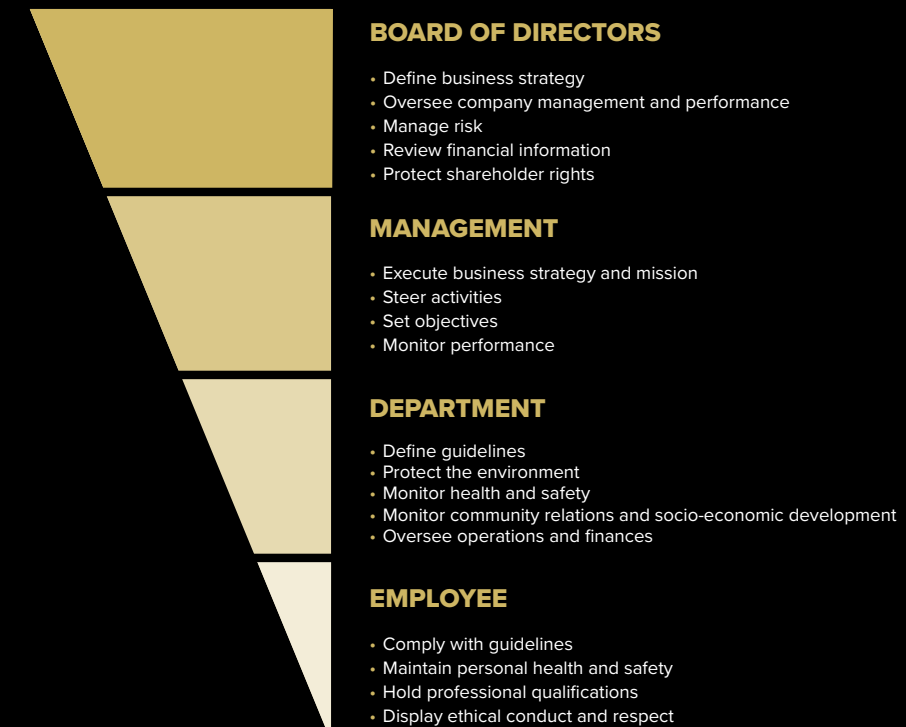 BOARD OF DIRECTORS
• Define business strategy
• Oversee company management and performance
• Manage risk
• Review financial information
• Protect shareholder rights
MANAGEMENT
• Execute business strategy and mission
• Steer activities
• Set objectives
• Monitor performance
DEPARTMENT
• Define guidelines
• Protect the environment
• Monitor health and safety
• Monitor community relations and socio-economic development
• Oversee operations and finances
EMPLOYEE
• Comply with guidelines
• Maintain personal health and safety
• Hold professional qualifications
• Display ethical conduct and respect